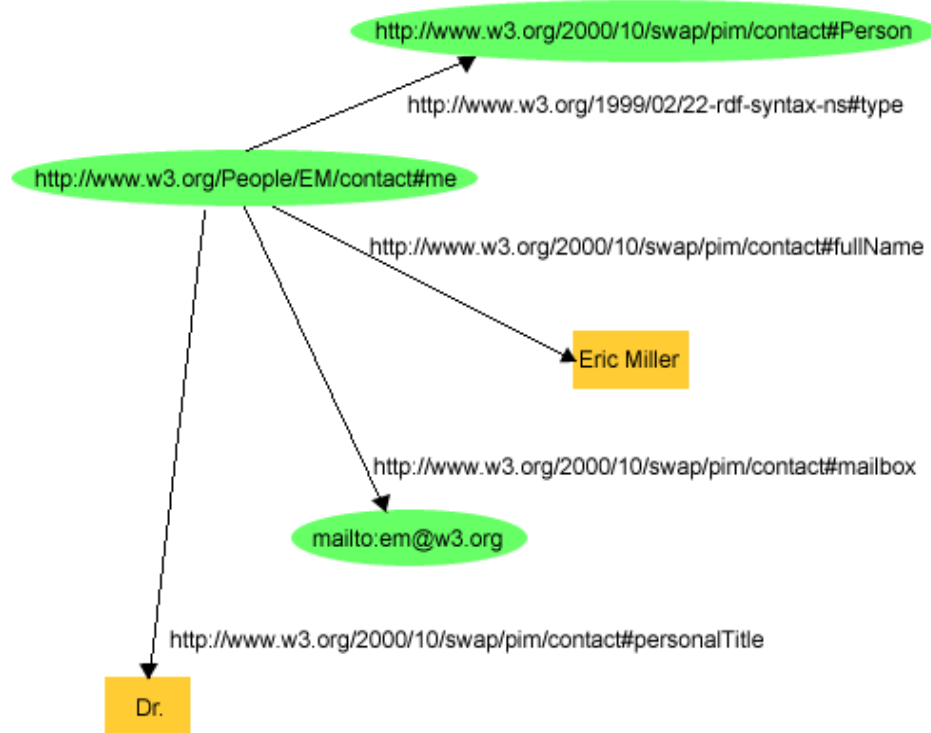 http://www.w3.org/2000/10/swap/pim/contact#Person
http://www.w3.org/1999/02/22-rdf-syntax-ns#type
http://www.w3.org/People/EM/contact#me
http://www.w3.org/2000/10/swap/pim/contact#fullName
Eric Miller
http://www.w3.org/2000/10/swap/pim/contact#mailbox
mailto:em@w3.org
http://www.w3.org/2000/10/swap/pim/contact#personalTitle
Dr.